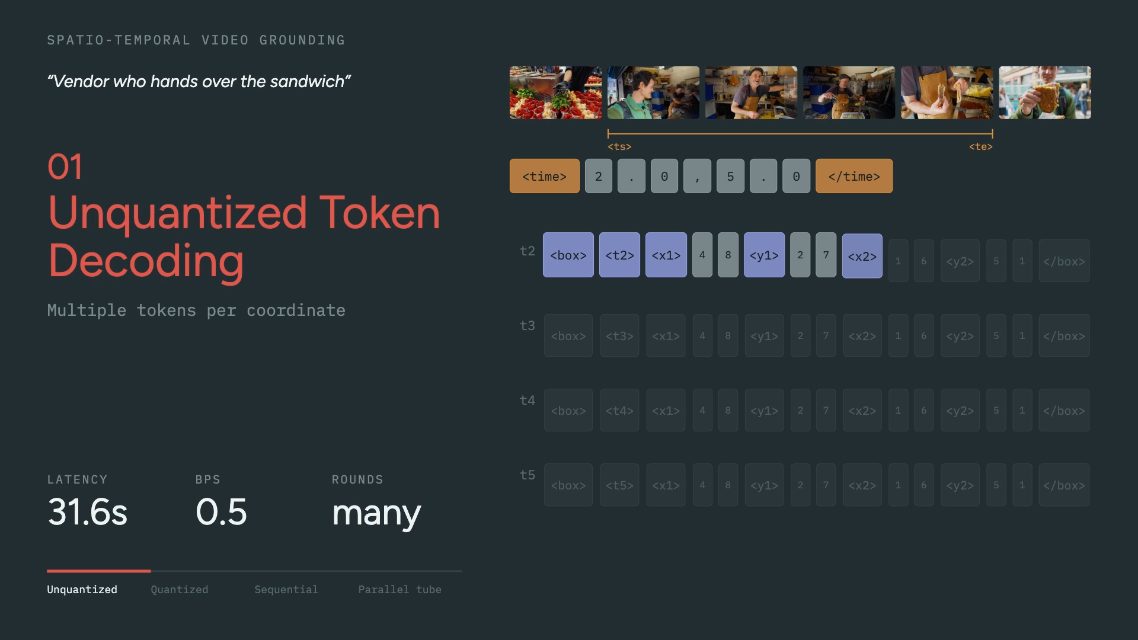 SPATIO-TEMPORAL VIDEO GROUNDING
“Vendor who hands over the sandwich”
01
Unquantized Token
Decoding
Multiple tokens per coordinate
LATENCY BPS ROUNDS
31.6s 0.5 many
Unquantized Quantized Sequential Parallel tube
<ts> <te>
<time> 2 . 0 , 5 . 0 </time>
t2 <box> <t2> <x1> 4 8 <y1> 2 7 <x2> 1 6 <y2> 5 1 </box>
t3 <box> <t3> <x1> 4 8 <y1> 2 7 <x2> 1 6 <y2> 5 1 </box>
t4 <box> <t4> <x1> 4 8 <y1> 2 7 <x2> 1 6 <y2> 5 1 </box>
t5 <box> <t5> <x1> 4 8 <y1> 2 7 <x2> 1 6 <y2> 5 1 </box>